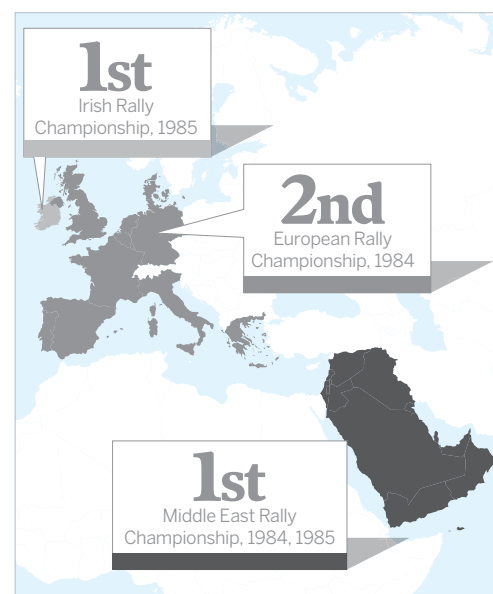 1st
Irish Rally
Championship, 1985
2nd
European Rally
Championship, 1984
1st
Middle East Rally
Championship, 1984, 1985